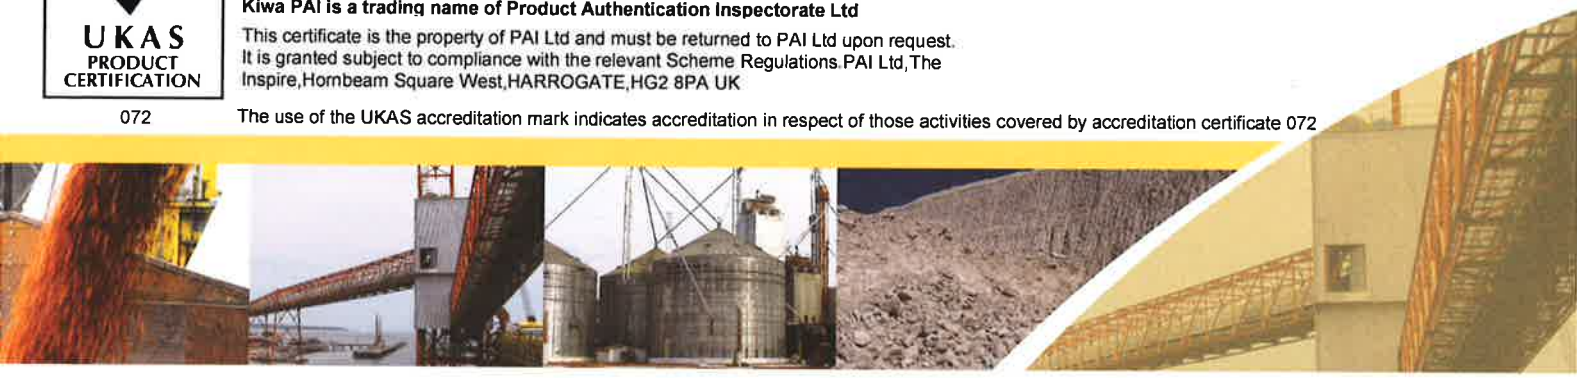 Kiwa PAI is a trading name of Product Authentication Inspectorate Ltd
UKAS
PRODUCT
CERTIFICATION
072
This certificate is the property of PAI Ltd and must be returned to PAI Ltd upon request.
It is granted subject to compliance with the relevant Scheme Regulations.PAI Ltd,The
Inspire,Hornbeam Square West,HARROGATE,HG2 8PA UK
The use of the UKAS accreditation mark indicates accreditation in respect of those activities covered by accreditation certificate 072